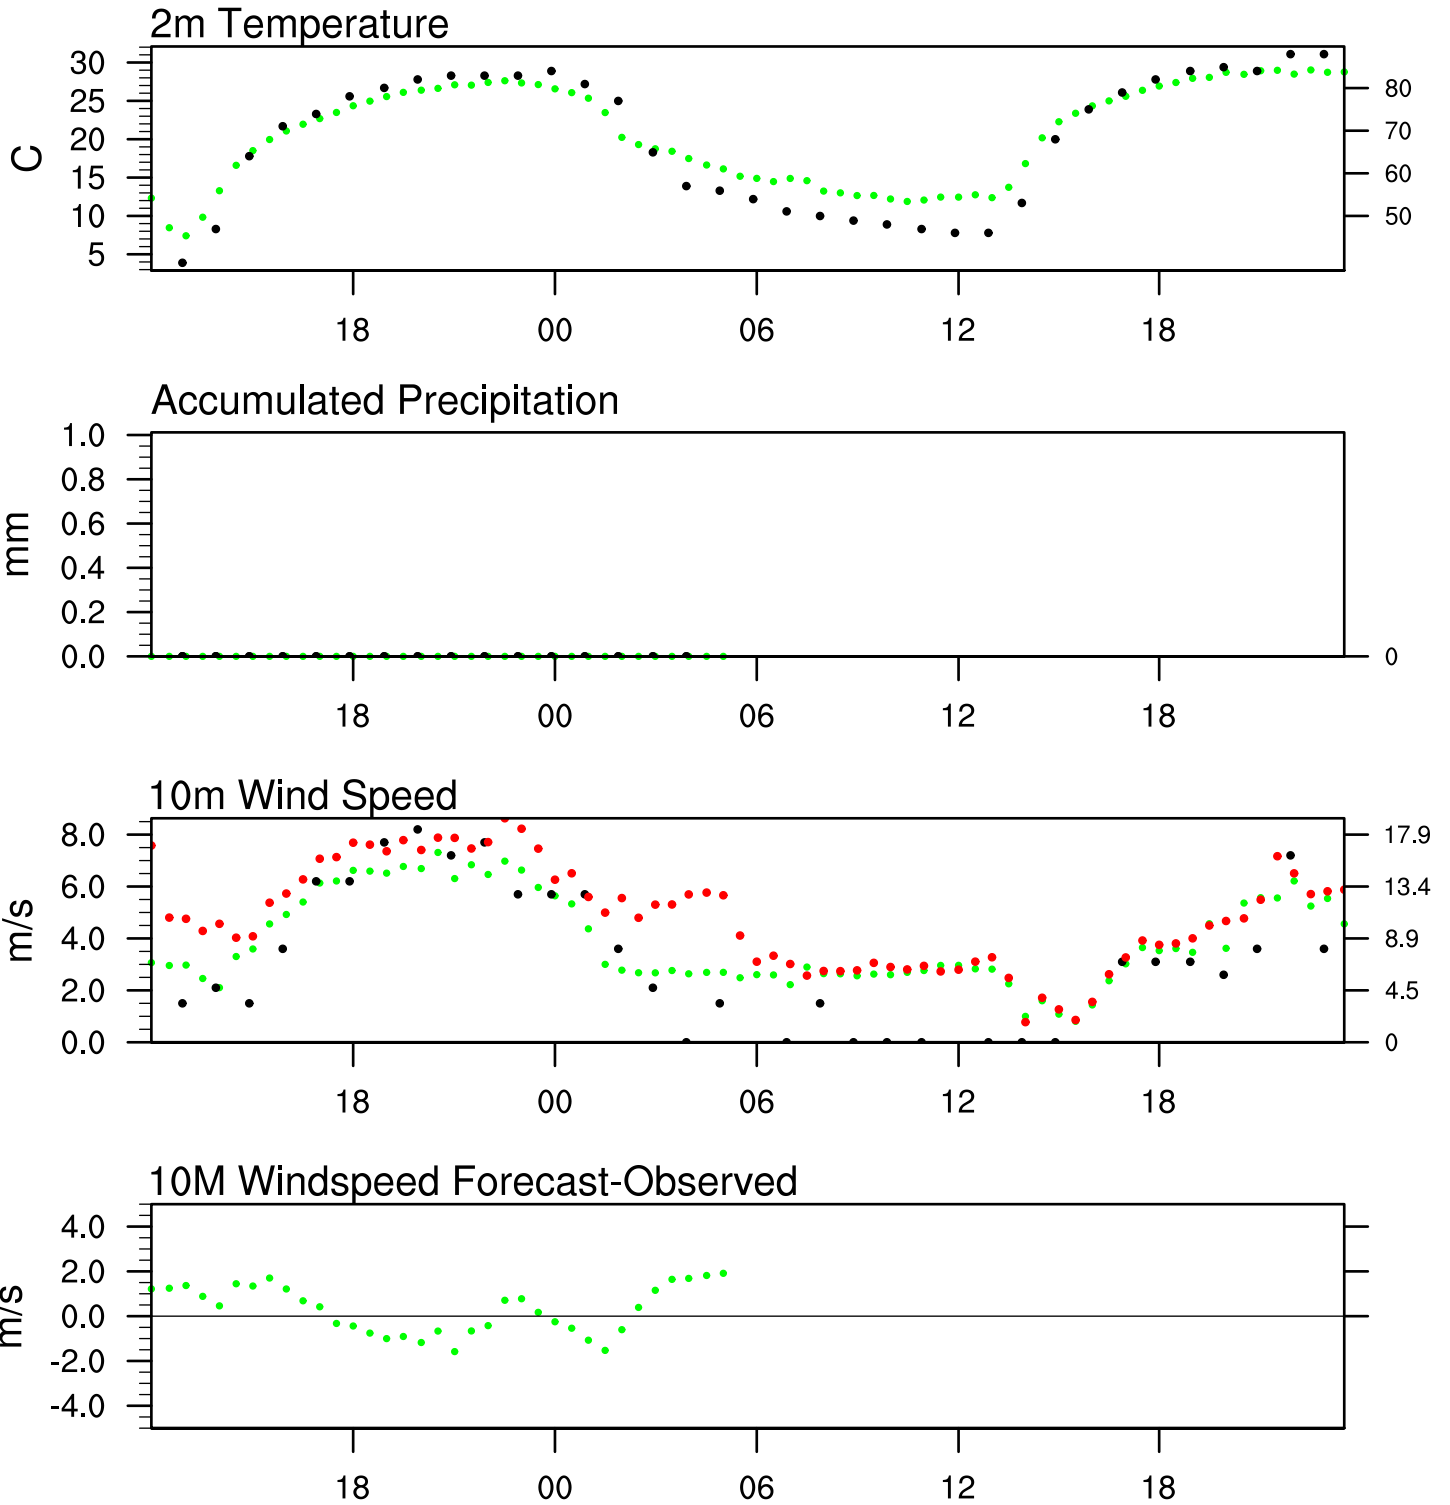 2m Temperature
30
25
20
15
10
5
C
80
70
60
50
18 00 06 12 18
Accumulated Precipitation
1.0
0.8
0.6
0.4
0.2
0.0
mm
0
18 00 06 12 18
10m Wind Speed
8.0
6.0
4.0
2.0
0.0
m/s
17.9
13.4
8.9
4.5
0
18 00 06 12 18
10M Windspeed Forecast-Observed
4.0
2.0
0.0
-2.0
-4.0
m/s
18 00 06 12 18